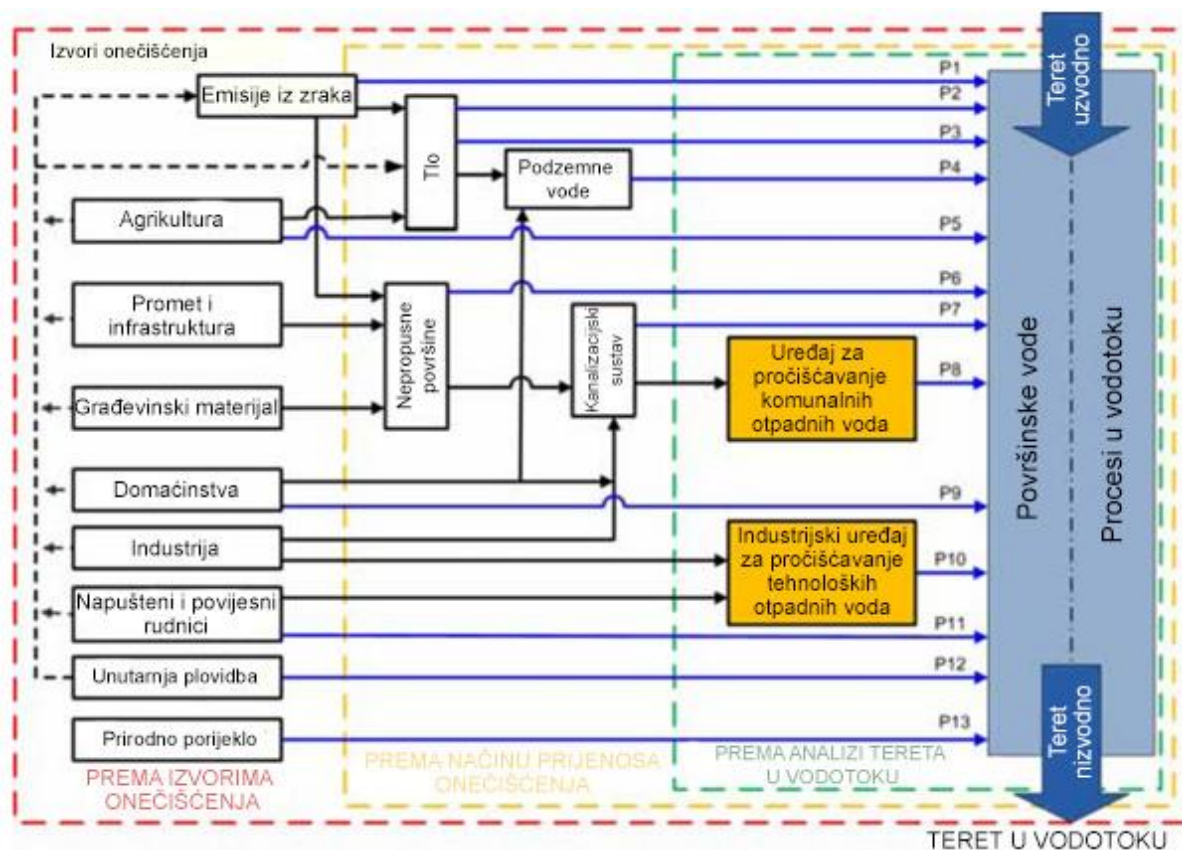 Izvori onečišćenja
Emisije iz zraka
Tlo
Podzemne
vode
Agrikultura
Promet i
infrastruktura
Nepropusne
površine
Kanalizacijski
sustav
Građevinski materijal
Uređaj za
pročišćavanje
komunalnih
otpadnih voda
Domaćinstva
Industrija
Industrijski uređaj
za pročišćavanje
tehnoloških
otpadnih voda
Napušteni i povijesni
rudnici
Unutarnja plovidba
Prirodno porijeklo
P1
P2
P3
P4
P5
P6
P7
P8
P9
P10
P11
P12
P13
Teret
uzvodno
Površinske vode
Procesi u vodotoku
Teret
nizvodno
PREMA IZVORIMA
ONEČIŠĆENJA
PREMA NAČINU PRIJENOSA
ONEČIŠĆENJA
PREMA ANALIZI TERETA
U VODOTOKU
TERET U VODOTOKU